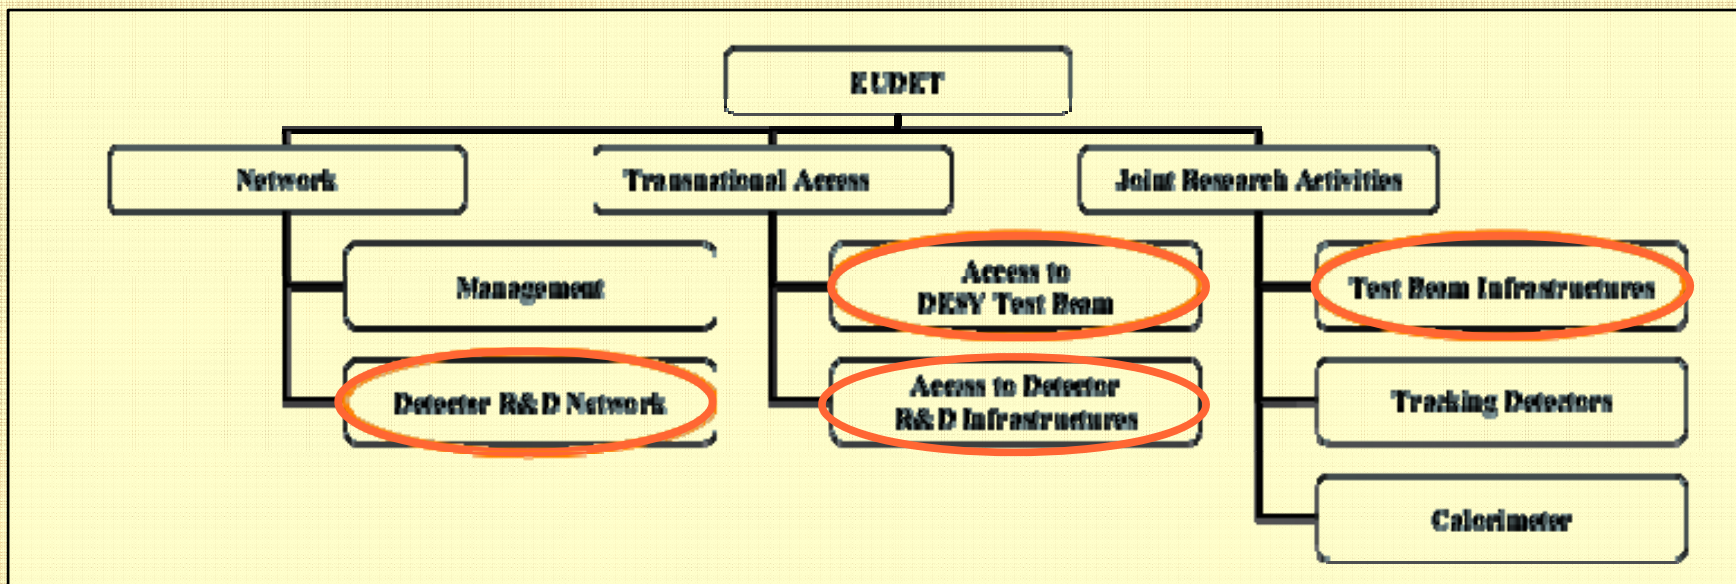 EUDET
Network
Transnational Access
Joint Research Activities
Management
Access to
DESY Test Beam
Test Beam Infrastructures
Detector R&D Network
Access to Detector
R&D Infrastructures
Tracking Detectors
Calorimeter